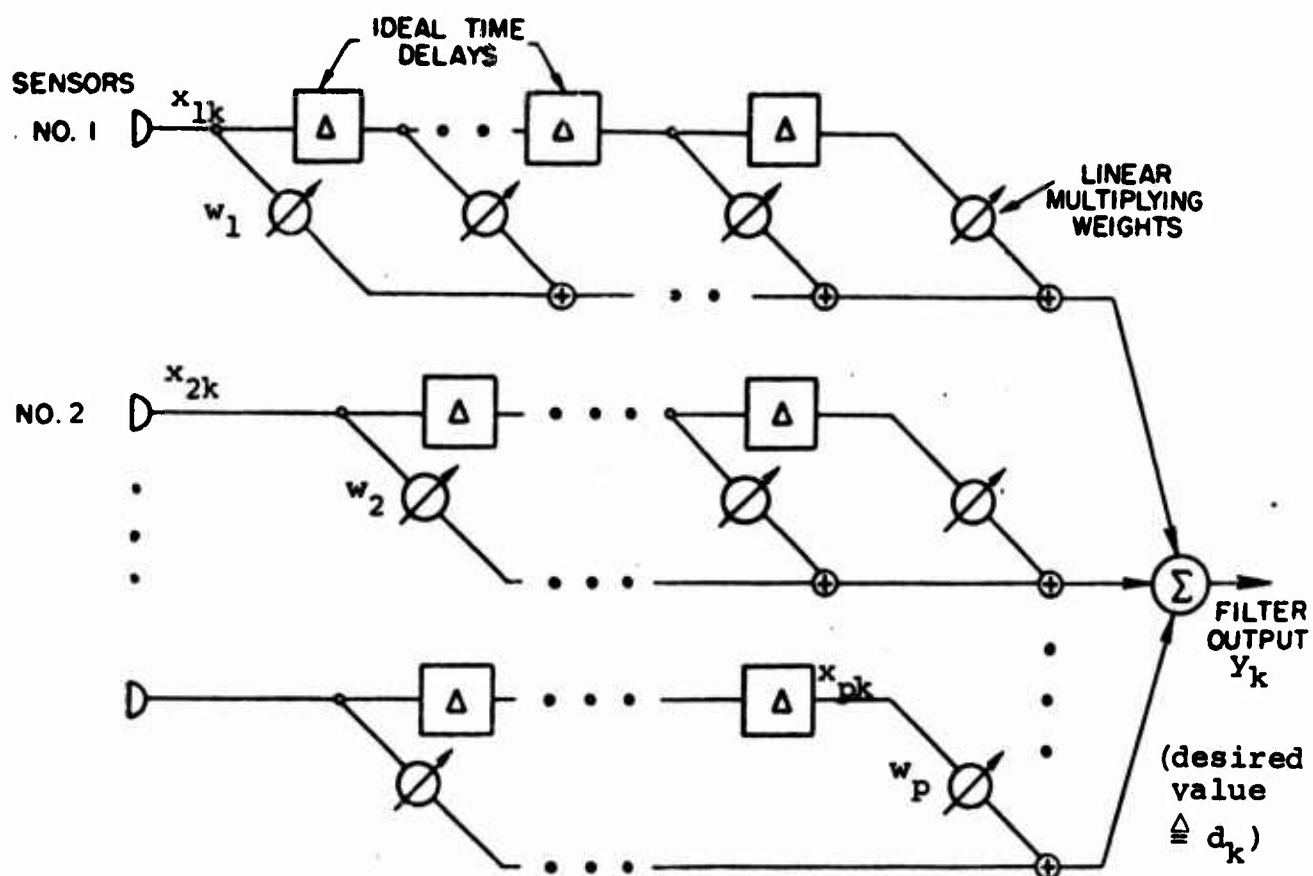 IDEAL TIME
DELAYS
SENSORS
x1k
NO. 1
Δ
Δ
Δ
w1
LINEAR
MULTIPLYING
WEIGHTS
+
+
+
x2k
NO. 2
Δ
Δ
w2
+
+
Σ
FILTER
OUTPUT
yk
Δ
Δ
xpk
wp
(desired
value
≜ dk)
+